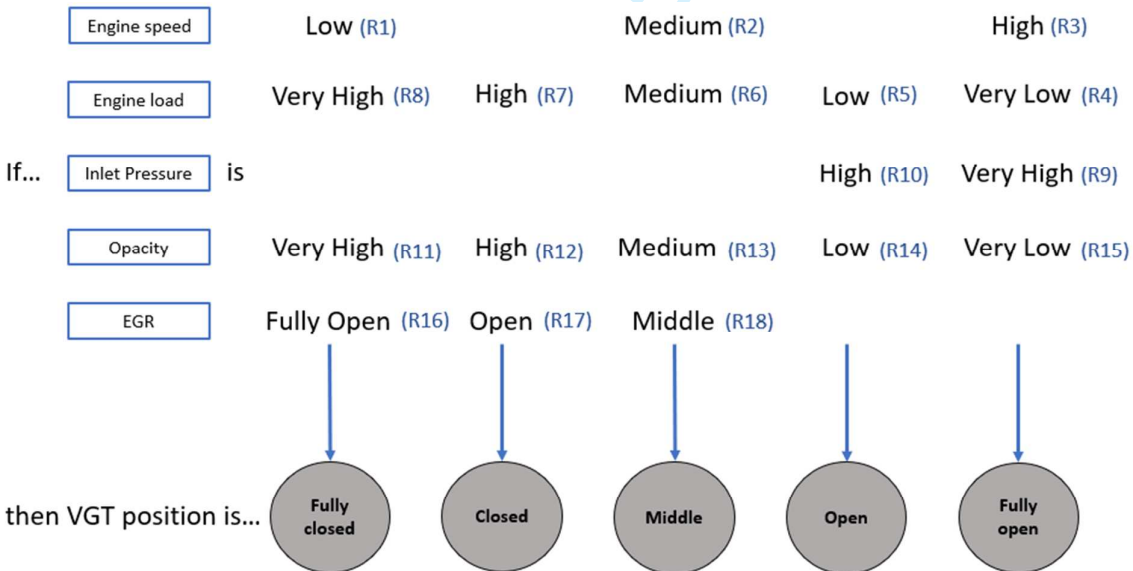 Engine speed Low (R1) Medium (R2) High (R3)
Engine load Very High (R8) High (R7) Medium (R6) Low (R5) Very Low (R4)
If... Inlet Pressure is High (R10) Very High (R9)
Opacity Very High (R11) High (R12) Medium (R13) Low (R14) Very Low (R15)
EGR Fully Open (R16) Open (R17) Middle (R18)
then VGT position is... Fully closed Closed Middle Open Fully open